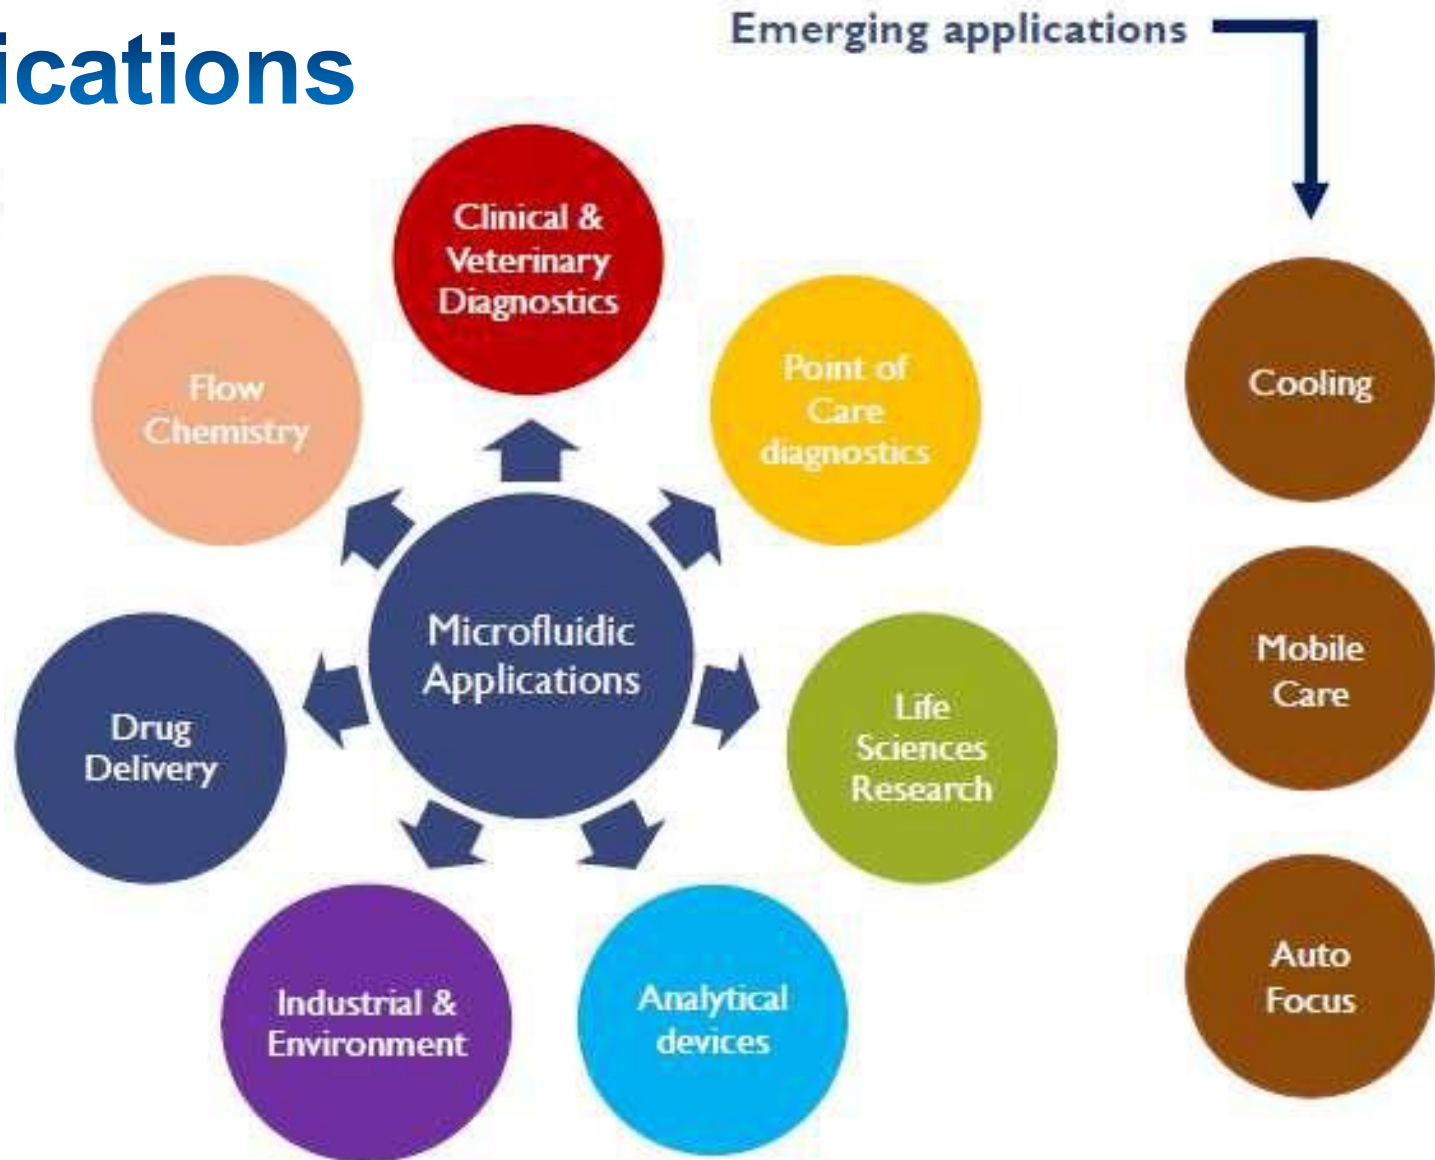 ications
Emerging applications
Clinical &
Veterinary
Diagnostics
Point of
Care
diagnostics
Life
Sciences
Research
Analytical
devices
Industrial &
Environment
Drug
Delivery
Flow
Chemistry
Microfluidic
Applications
Cooling
Mobile
Care
Auto
Focus